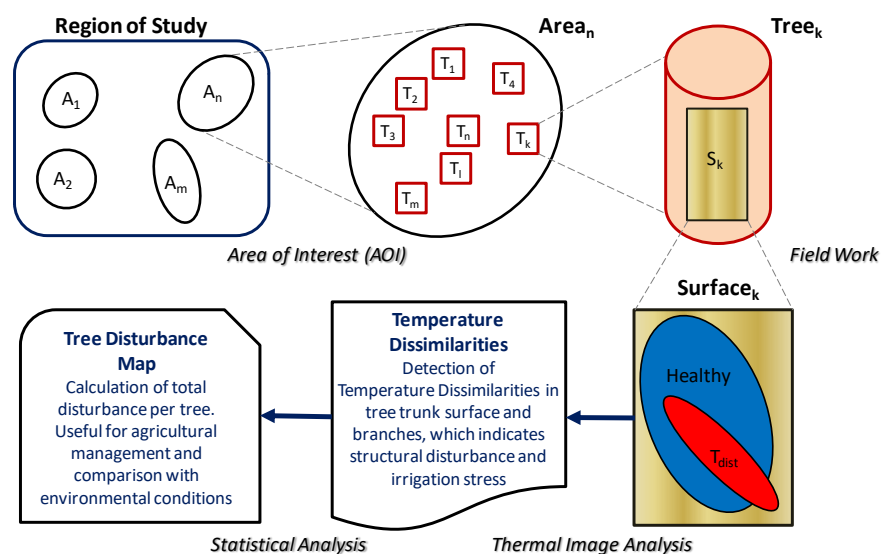 Region of Study
A1
An
A2
Am
Arean
T1
T2
T4
T3
Tn
Tk
Tl
Tm
Treek
Sk
Area of Interest (AOI)
Field Work
Surfacek
Healthy
Tdist
Temperature
Dissimilarities
Detection of
Temperature Dissimilarities in
tree trunk surface and
branches, which indicates
structural disturbance and
irrigation stress
Tree Disturbance
Map
Calculation of total
disturbance per tree.
Useful for agricultural
management and
comparison with
environmental conditions
Statistical Analysis
Thermal Image Analysis